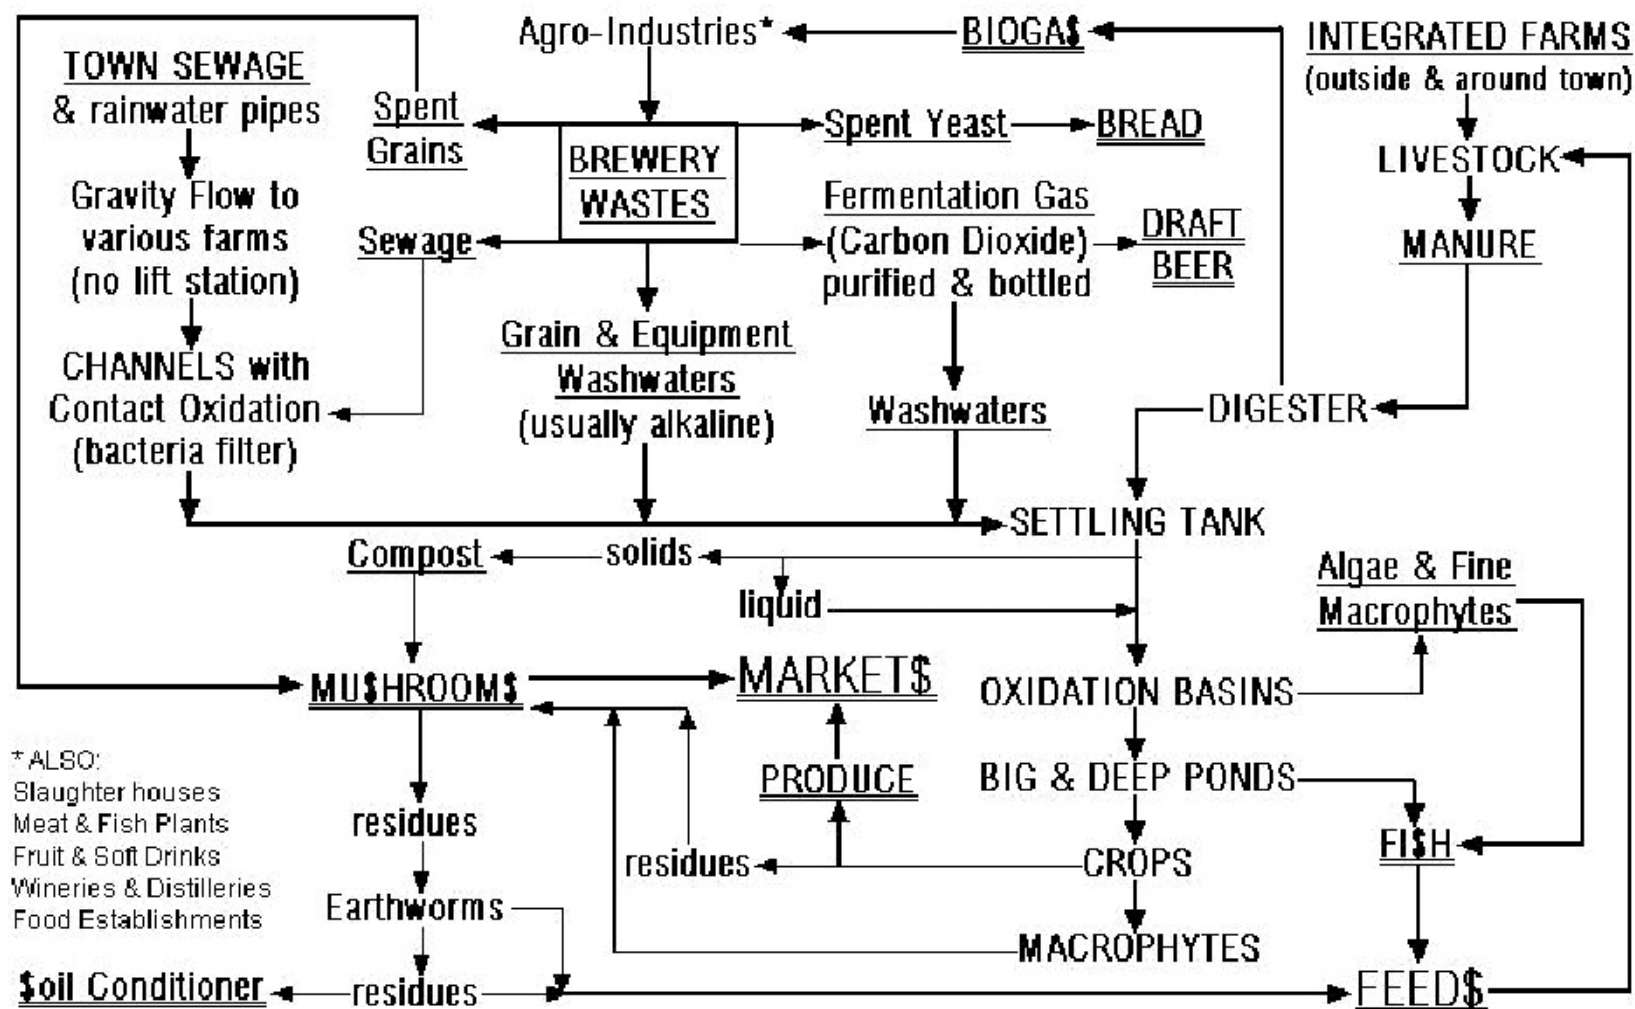 Agro-Industries*
BIOGA$
INTEGRATED FARMS
(outside & around town)
TOWN SEWAGE
& rainwater pipes
Spent
Grains
BREWERY
WASTES
Spent Yeast
BREAD
LIVESTOCK
Gravity Flow to
various farms
(no lift station)
Sewage
Fermentation Gas
(Carbon Dioxide)
purified & bottled
DRAFT
BEER
MANURE
Grain & Equipment
Washwaters
(usually alkaline)
CHANNELS with
Contact Oxidation
(bacteria filter)
Washwaters
DIGESTER
SETTLING TANK
Compost
solids
liquid
Algae & Fine
Macrophytes
MU$HROOM$
MARKET$
OXIDATION BASINS
PRODUCE
BIG & DEEP PONDS
* ALSO:
Slaughter houses
Meat & Fish Plants
Fruit & Soft Drinks
Wineries & Distilleries
Food Establishments
residues
residues
CROPS
FI$H
Earthworms
MACROPHYTES
$oil Conditioner
residues
FEED$